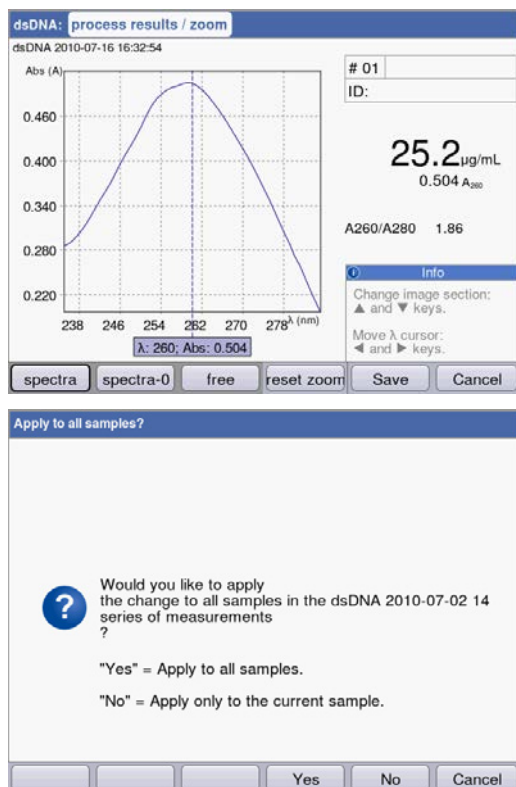 dsDNA: process results / zoom
dsDNA 2010-07-16 16:32:54
Abs (A)
0.460
0.400
0.340
0.280
0.220
238 246 254 262 270 278 λ (nm)
λ: 260; Abs: 0.504
# 01
ID:
25.2 µg/mL
0.504 A260
A260/A280 1.86
Info
Change image section:
▲ and ▼ keys.
Move λ cursor:
◀ and ▶ keys.
spectra spectra-0 free reset zoom Save Cancel
Apply to all samples?
?
Would you like to apply
the change to all samples in the dsDNA 2010-07-02 14
series of measurements
?
"Yes" = Apply to all samples.
"No" = Apply only to the current sample.
Yes No Cancel